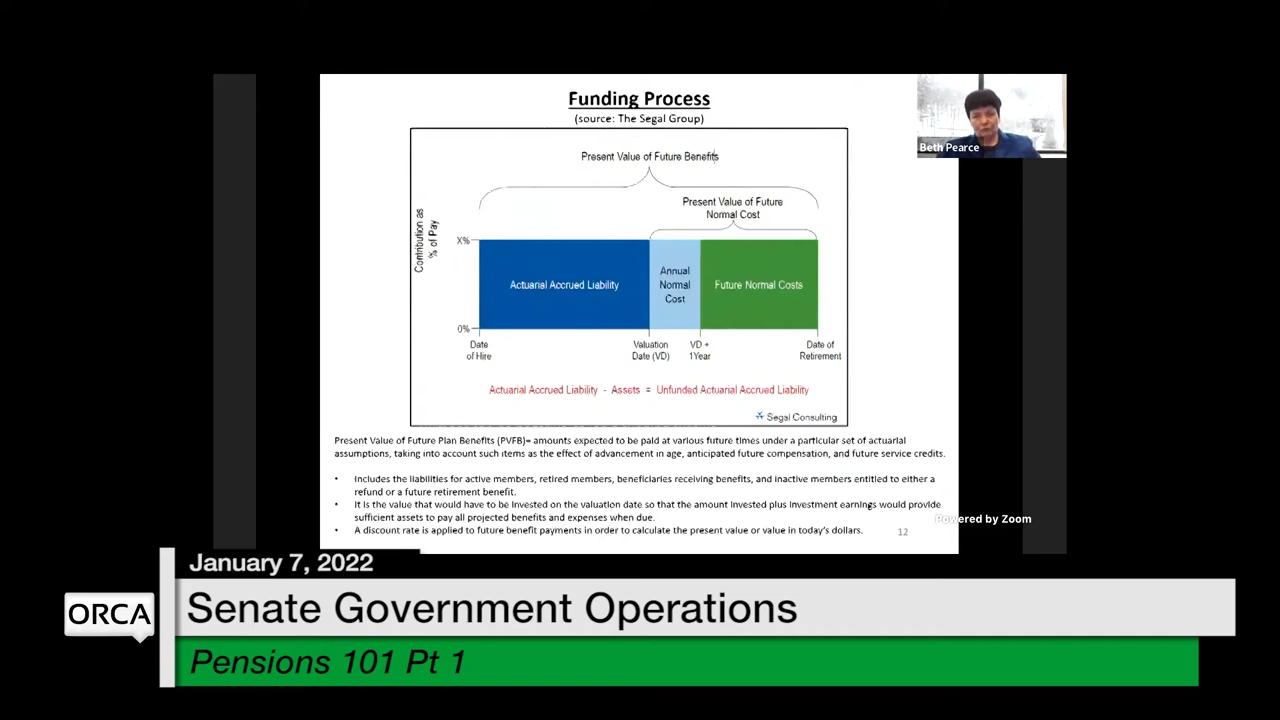 Funding Process
(source: The Segal Group)
Beth Pearce
Present Value of Future Benefits
Present Value of Future
Normal Cost
Contribution as
% of Pay
X%
Actuarial Accrued Liability
Annual
Normal
Cost
Future Normal Costs
0%
Date
of Hire
Valuation
Date (VD)
VD +
1Year
Date of
Retirement
Actuarial Accrued Liability - Assets = Unfunded Actuarial Accrued Liability
Segal Consulting
Present Value of Future Plan Benefits (PVFB)= amounts expected to be paid at various future times under a particular set of actuarial
assumptions, taking into account such items as the effect of advancement in age, anticipated future compensation, and future service credits.
• Includes the liabilities for active members, retired members, beneficiaries receiving benefits, and inactive members entitled to either a
refund or a future retirement benefit.
• It is the value that would have to be invested on the valuation date so that the amount invested plus investment earnings would provide
sufficient assets to pay all projected benefits and expenses when due.
• A discount rate is applied to future benefit payments in order to calculate the present value or value in today's dollars.
12
Powered by Zoom
January 7, 2022
ORCA
Senate Government Operations
Pensions 101 Pt 1